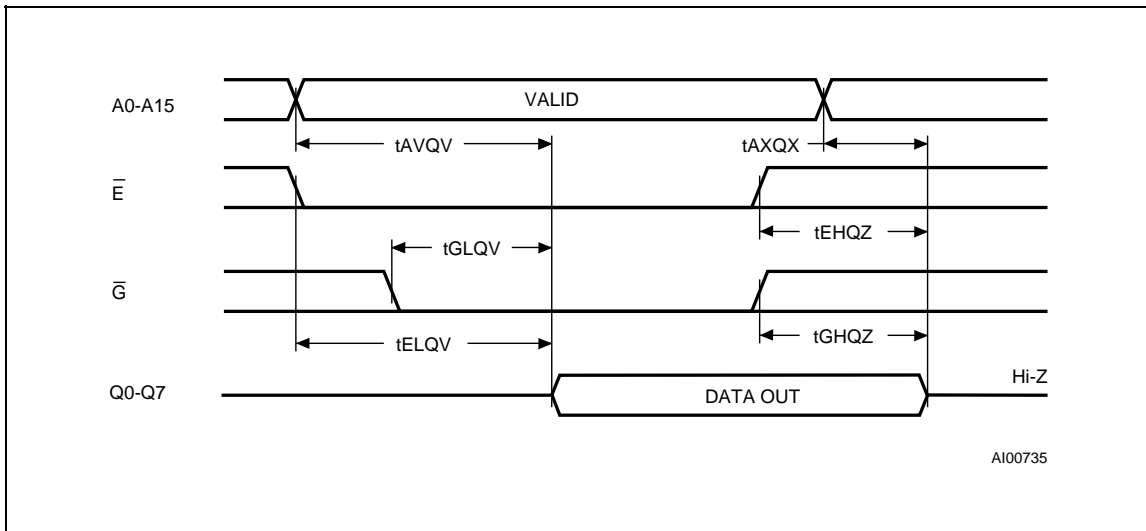 A0-A15
VALID
tAVQV
tAXQX
E
tEHQZ
tGLQV
G
tGHQZ
tELQV
Q0-Q7
DATA OUT
Hi-Z
AI00735